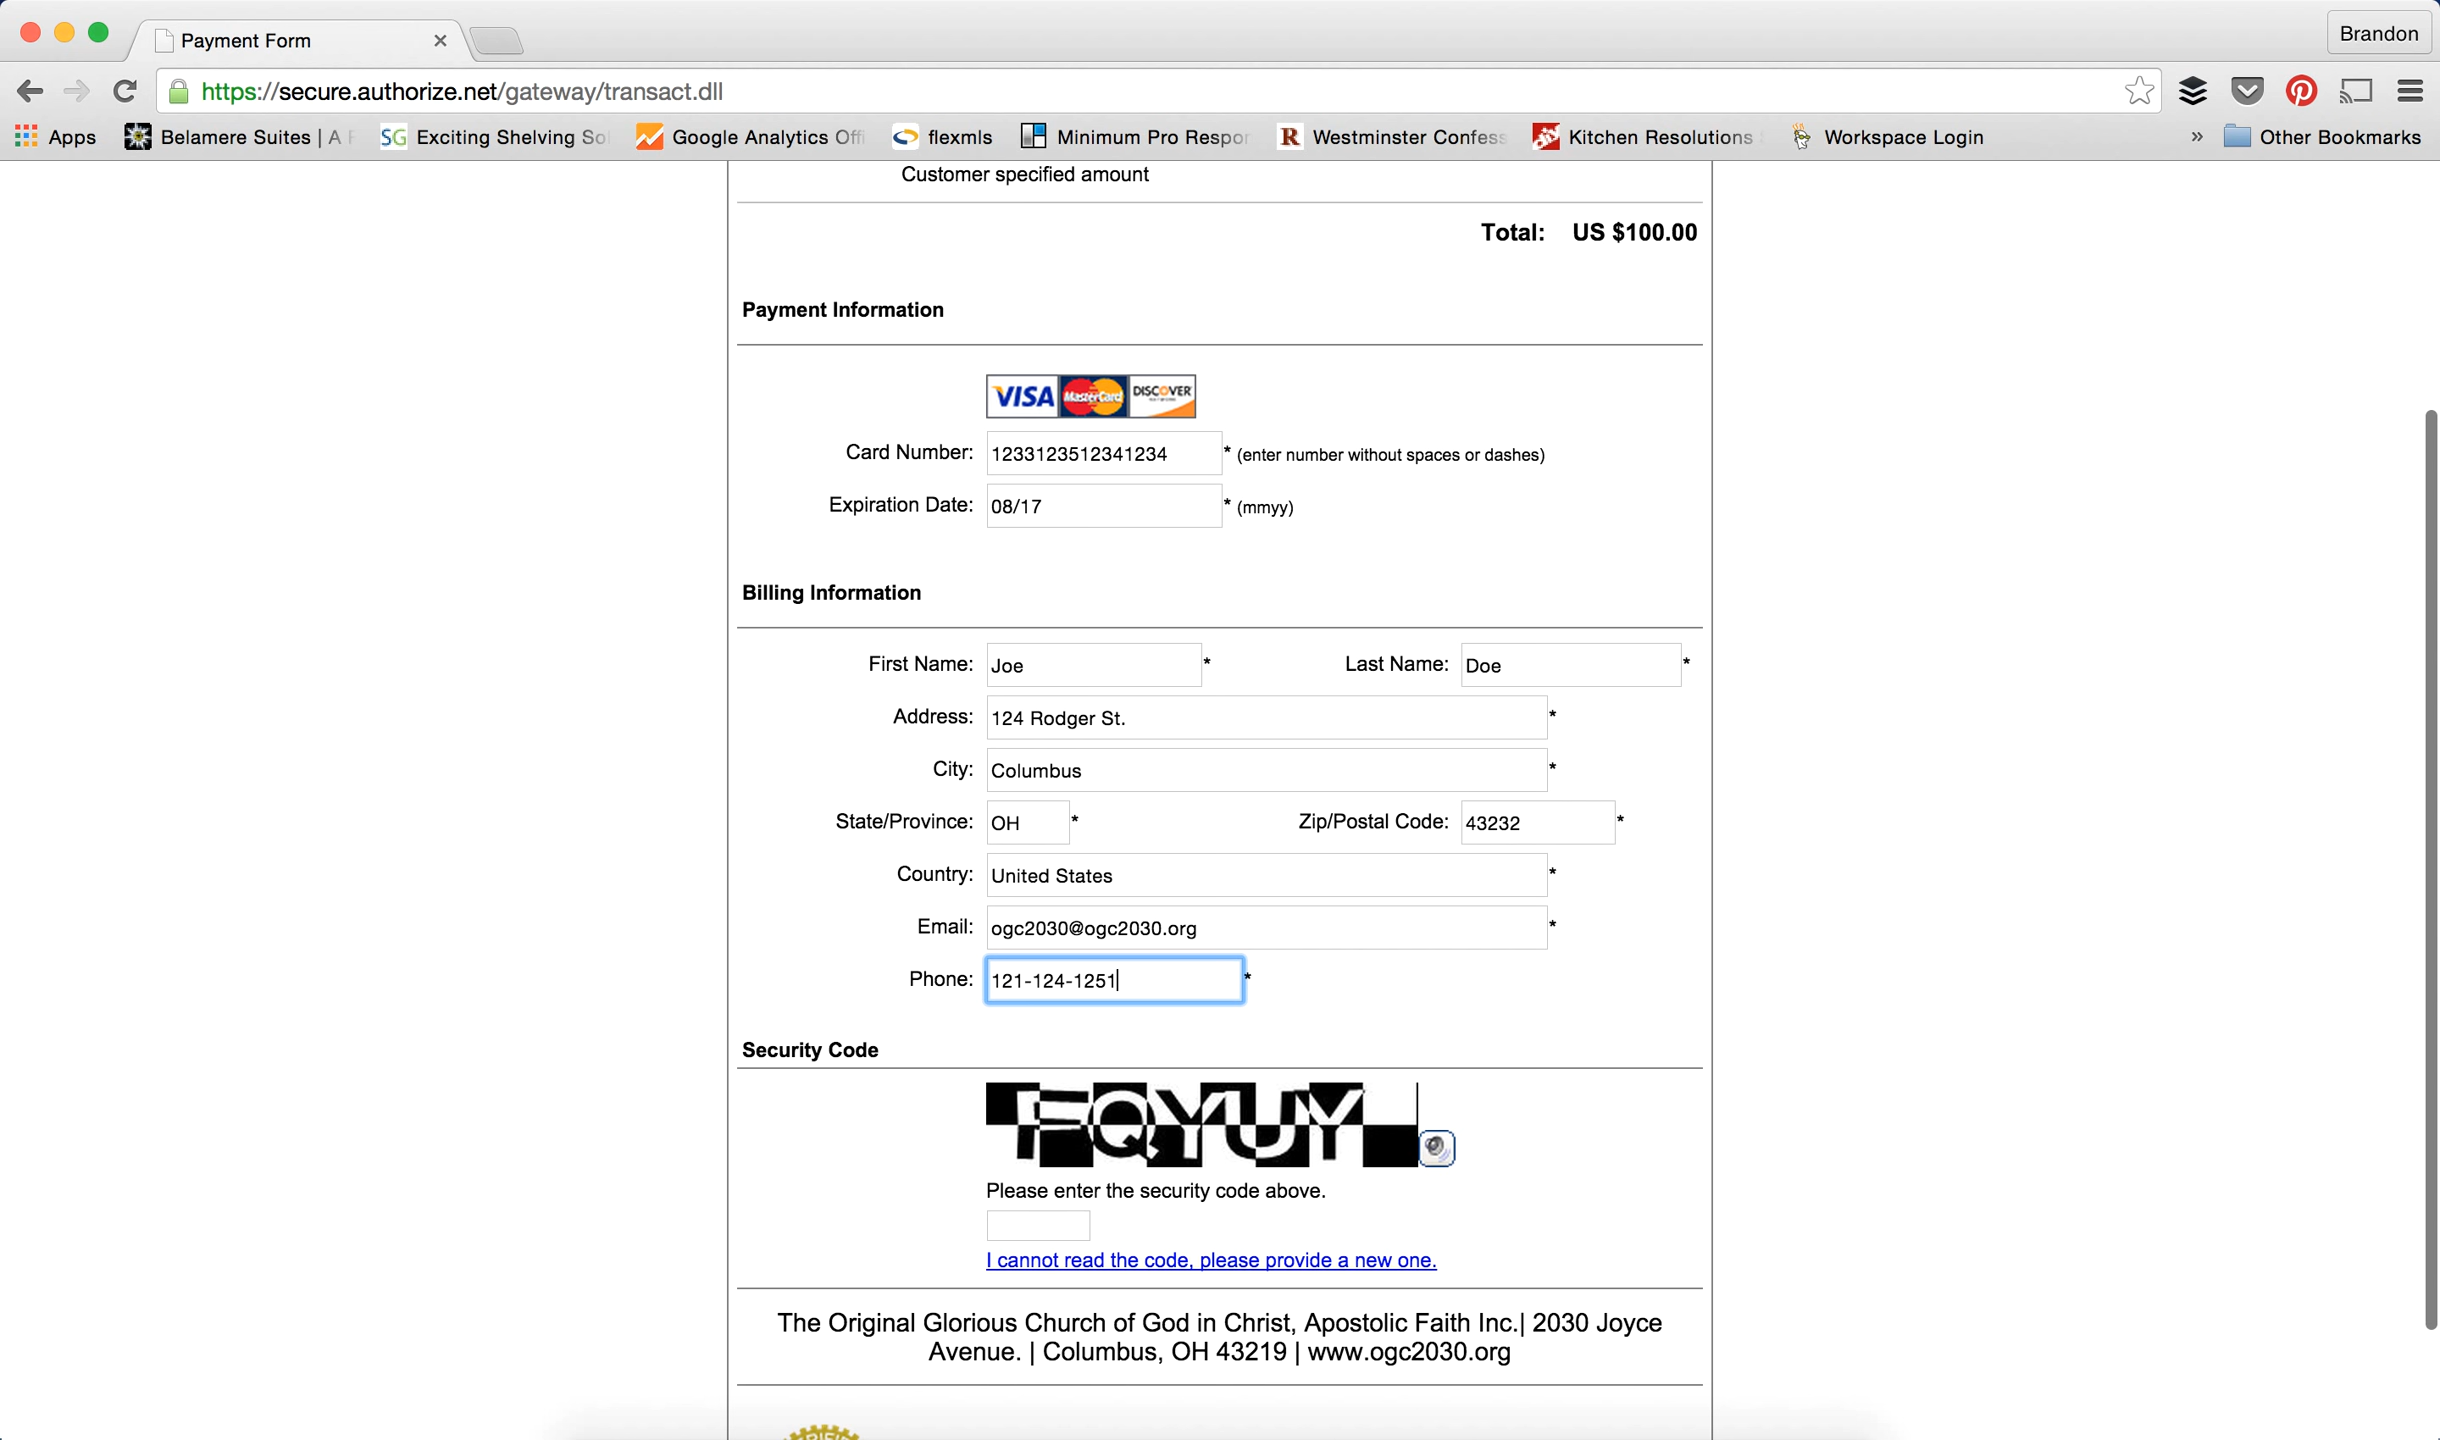 Payment Form
Brandon
https://secure.authorize.net/gateway/transact.dll
Apps
Belamere Suites | A
SG Exciting Shelving So
Google Analytics Offi
flexmls
Minimum Pro Respor
R Westminster Confess
Kitchen Resolutions
Workspace Login
»
Other Bookmarks
Customer specified amount
Total: US $100.00
Payment Information
VISA MasterCard DISCOVER
Card Number: 1233123512341234 * (enter number without spaces or dashes)
Expiration Date: 08/17 * (mmyy)
Billing Information
First Name: Joe * Last Name: Doe *
Address: 124 Rodger St. *
City: Columbus *
State/Province: OH * Zip/Postal Code: 43232 *
Country: United States *
Email: ogc2030@ogc2030.org *
Phone: 121-124-1251 *
Security Code
FQYUY
Please enter the security code above.
I cannot read the code, please provide a new one.
The Original Glorious Church of God in Christ, Apostolic Faith Inc.| 2030 Joyce
Avenue. | Columbus, OH 43219 | www.ogc2030.org